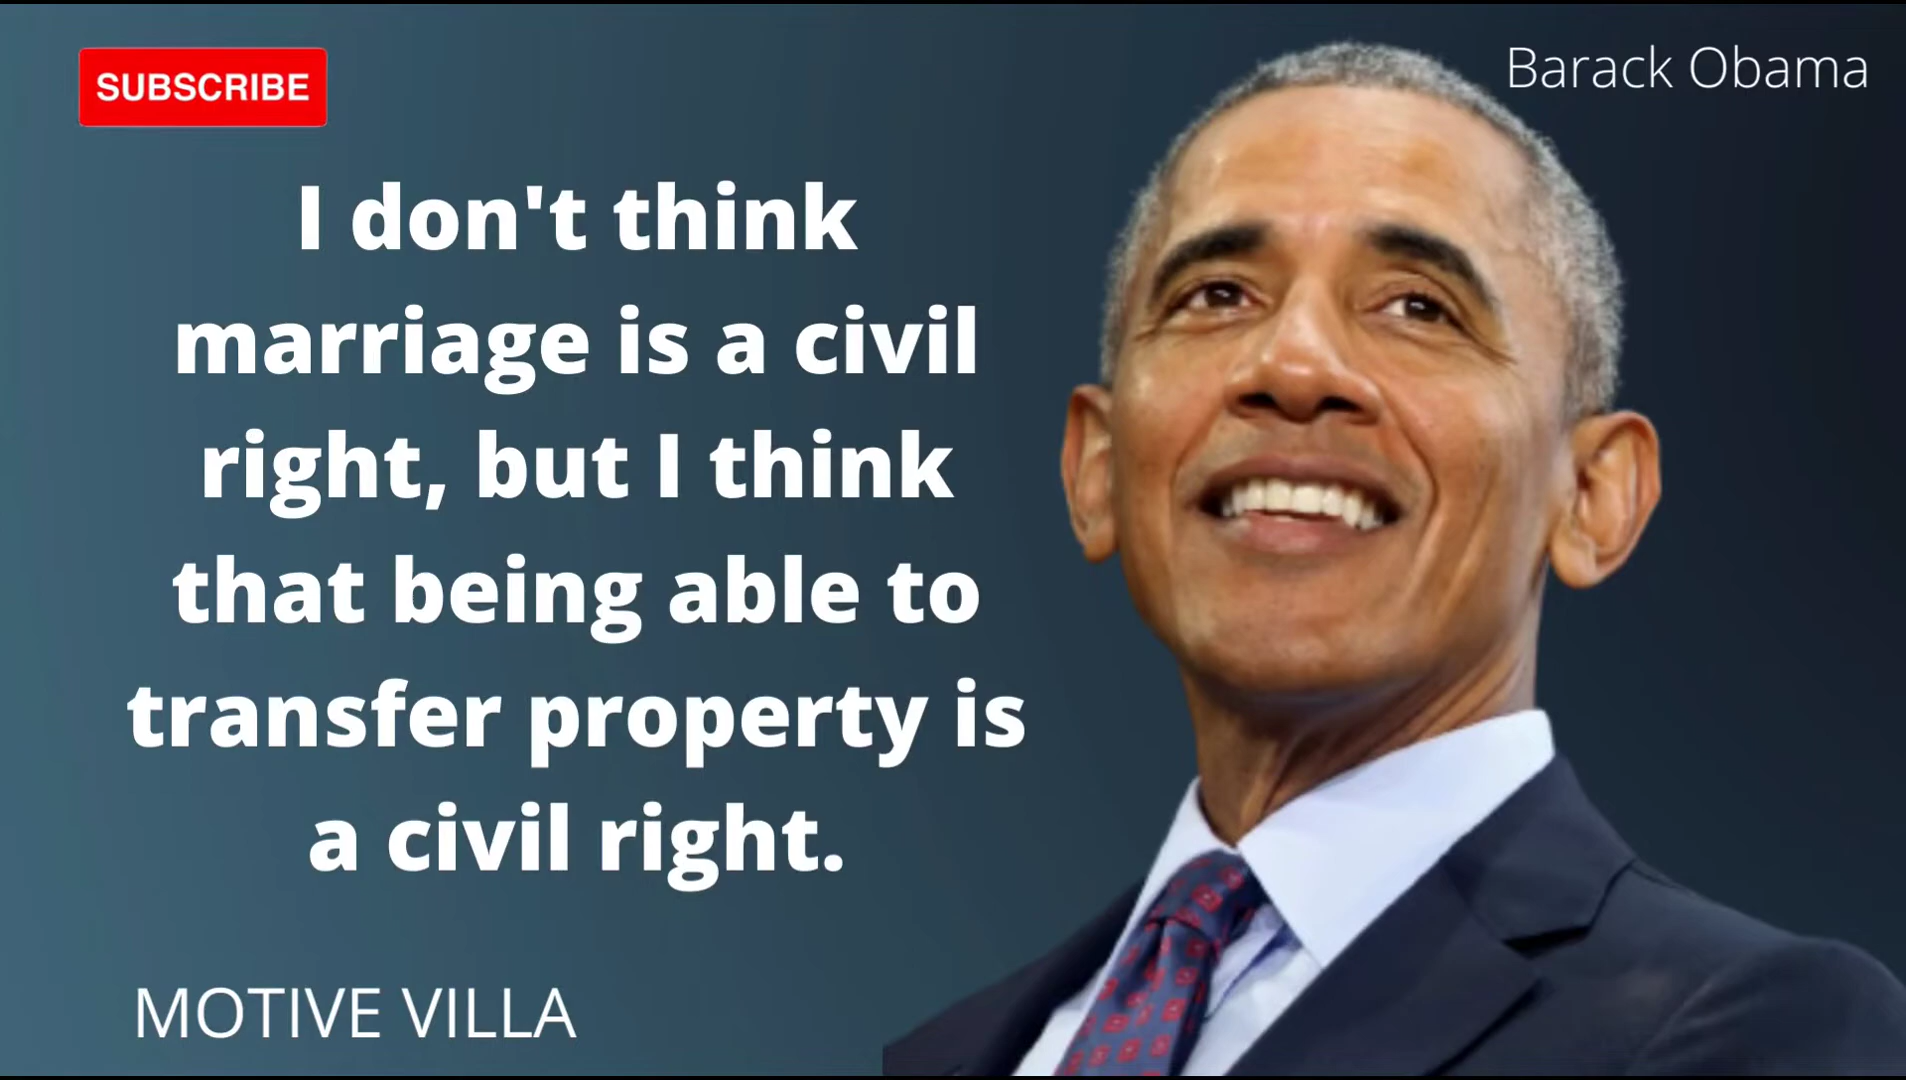 SUBSCRIBE
Barack Obama
I don't think
marriage is a civil
right, but I think
that being able to
transfer property is
a civil right.
MOTIVE VILLA